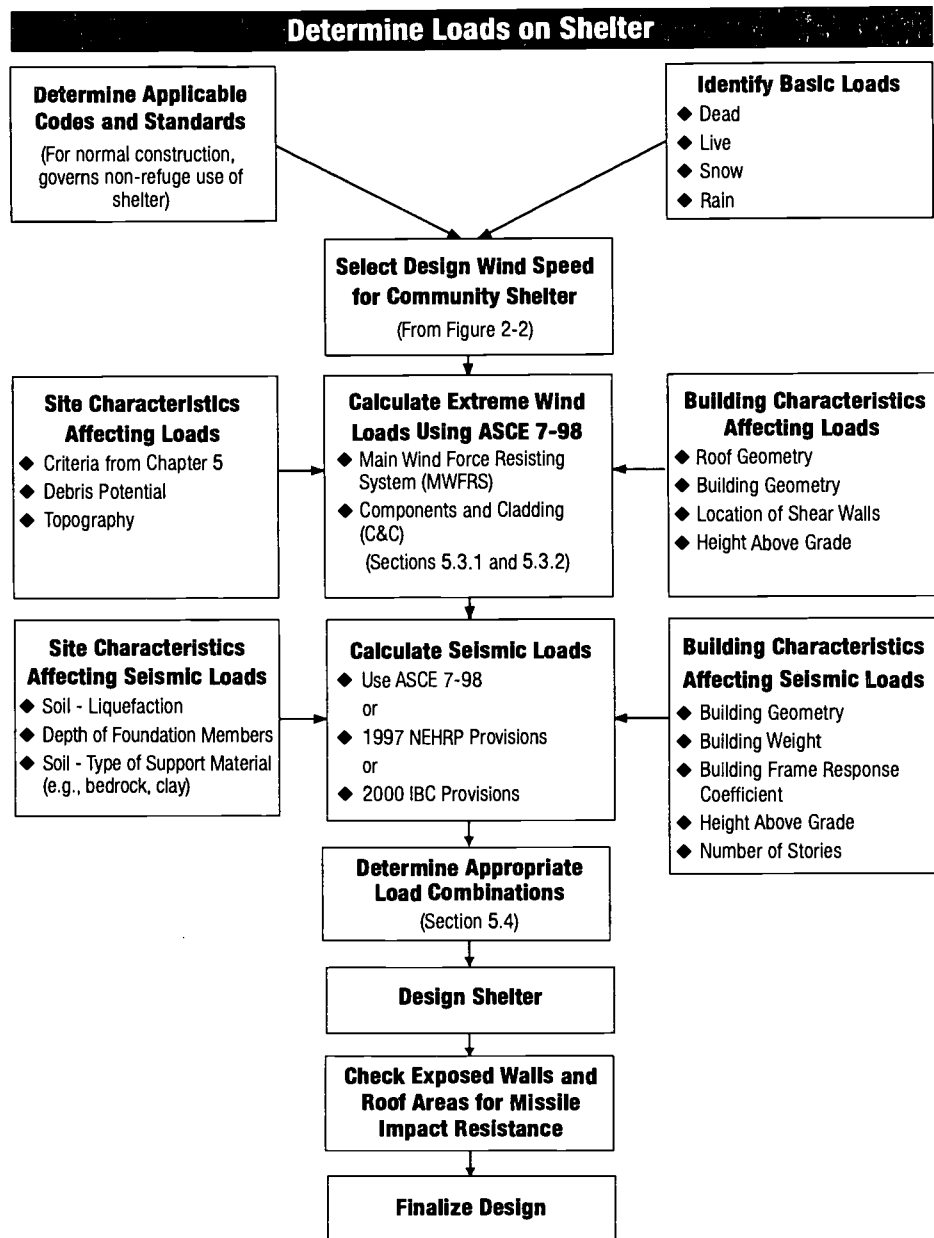 Determine Loads on Shelter
Determine Applicable
Codes and Standards
(For normal construction,
governs non-refuge use of
shelter)
Identify Basic Loads
◆ Dead
◆ Live
◆ Snow
◆ Rain
Select Design Wind Speed
for Community Shelter
(From Figure 2-2)
Site Characteristics
Affecting Loads
◆ Criteria from Chapter 5
◆ Debris Potential
◆ Topography
Calculate Extreme Wind
Loads Using ASCE 7-98
◆ Main Wind Force Resisting
System (MWFRS)
◆ Components and Cladding
(C&C)
(Sections 5.3.1 and 5.3.2)
Building Characteristics
Affecting Loads
◆ Roof Geometry
◆ Building Geometry
◆ Location of Shear Walls
◆ Height Above Grade
Site Characteristics
Affecting Seismic Loads
◆ Soil - Liquefaction
◆ Depth of Foundation Members
◆ Soil - Type of Support Material
(e.g., bedrock, clay)
Calculate Seismic Loads
◆ Use ASCE 7-98
or
◆ 1997 NEHRP Provisions
or
◆ 2000 IBC Provisions
Building Characteristics
Affecting Seismic Loads
◆ Building Geometry
◆ Building Weight
◆ Building Frame Response
Coefficient
◆ Height Above Grade
◆ Number of Stories
Determine Appropriate
Load Combinations
(Section 5.4)
Design Shelter
Check Exposed Walls and
Roof Areas for Missile
Impact Resistance
Finalize Design